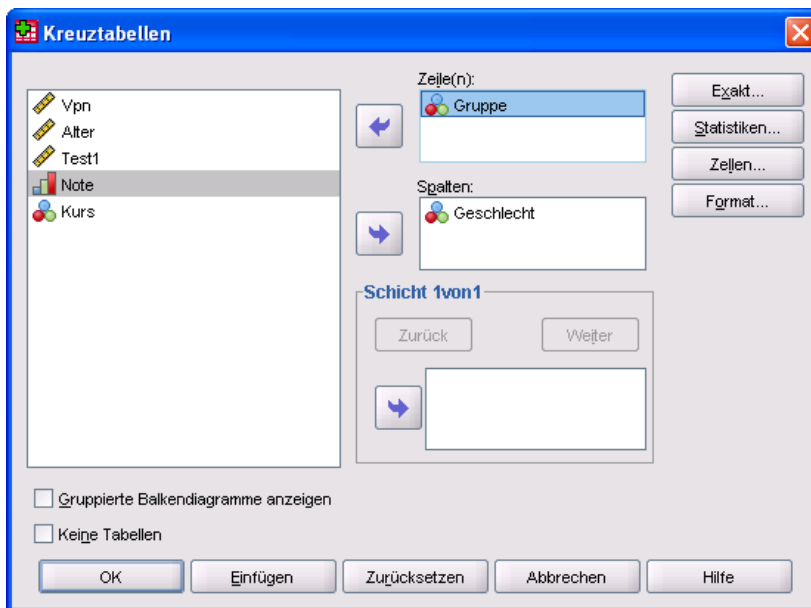 Kreuztabellen
Vpn
Alter
Test1
Note
Kurs
Zeile(n):
Gruppe
Spalten:
Geschlecht
Schicht 1von1
Zurück
Weiter
Exakt...
Statistiken...
Zellen...
Format...
Gruppierte Balkendiagramme anzeigen
Keine Tabellen
OK
Einfügen
Zurücksetzen
Abbrechen
Hilfe